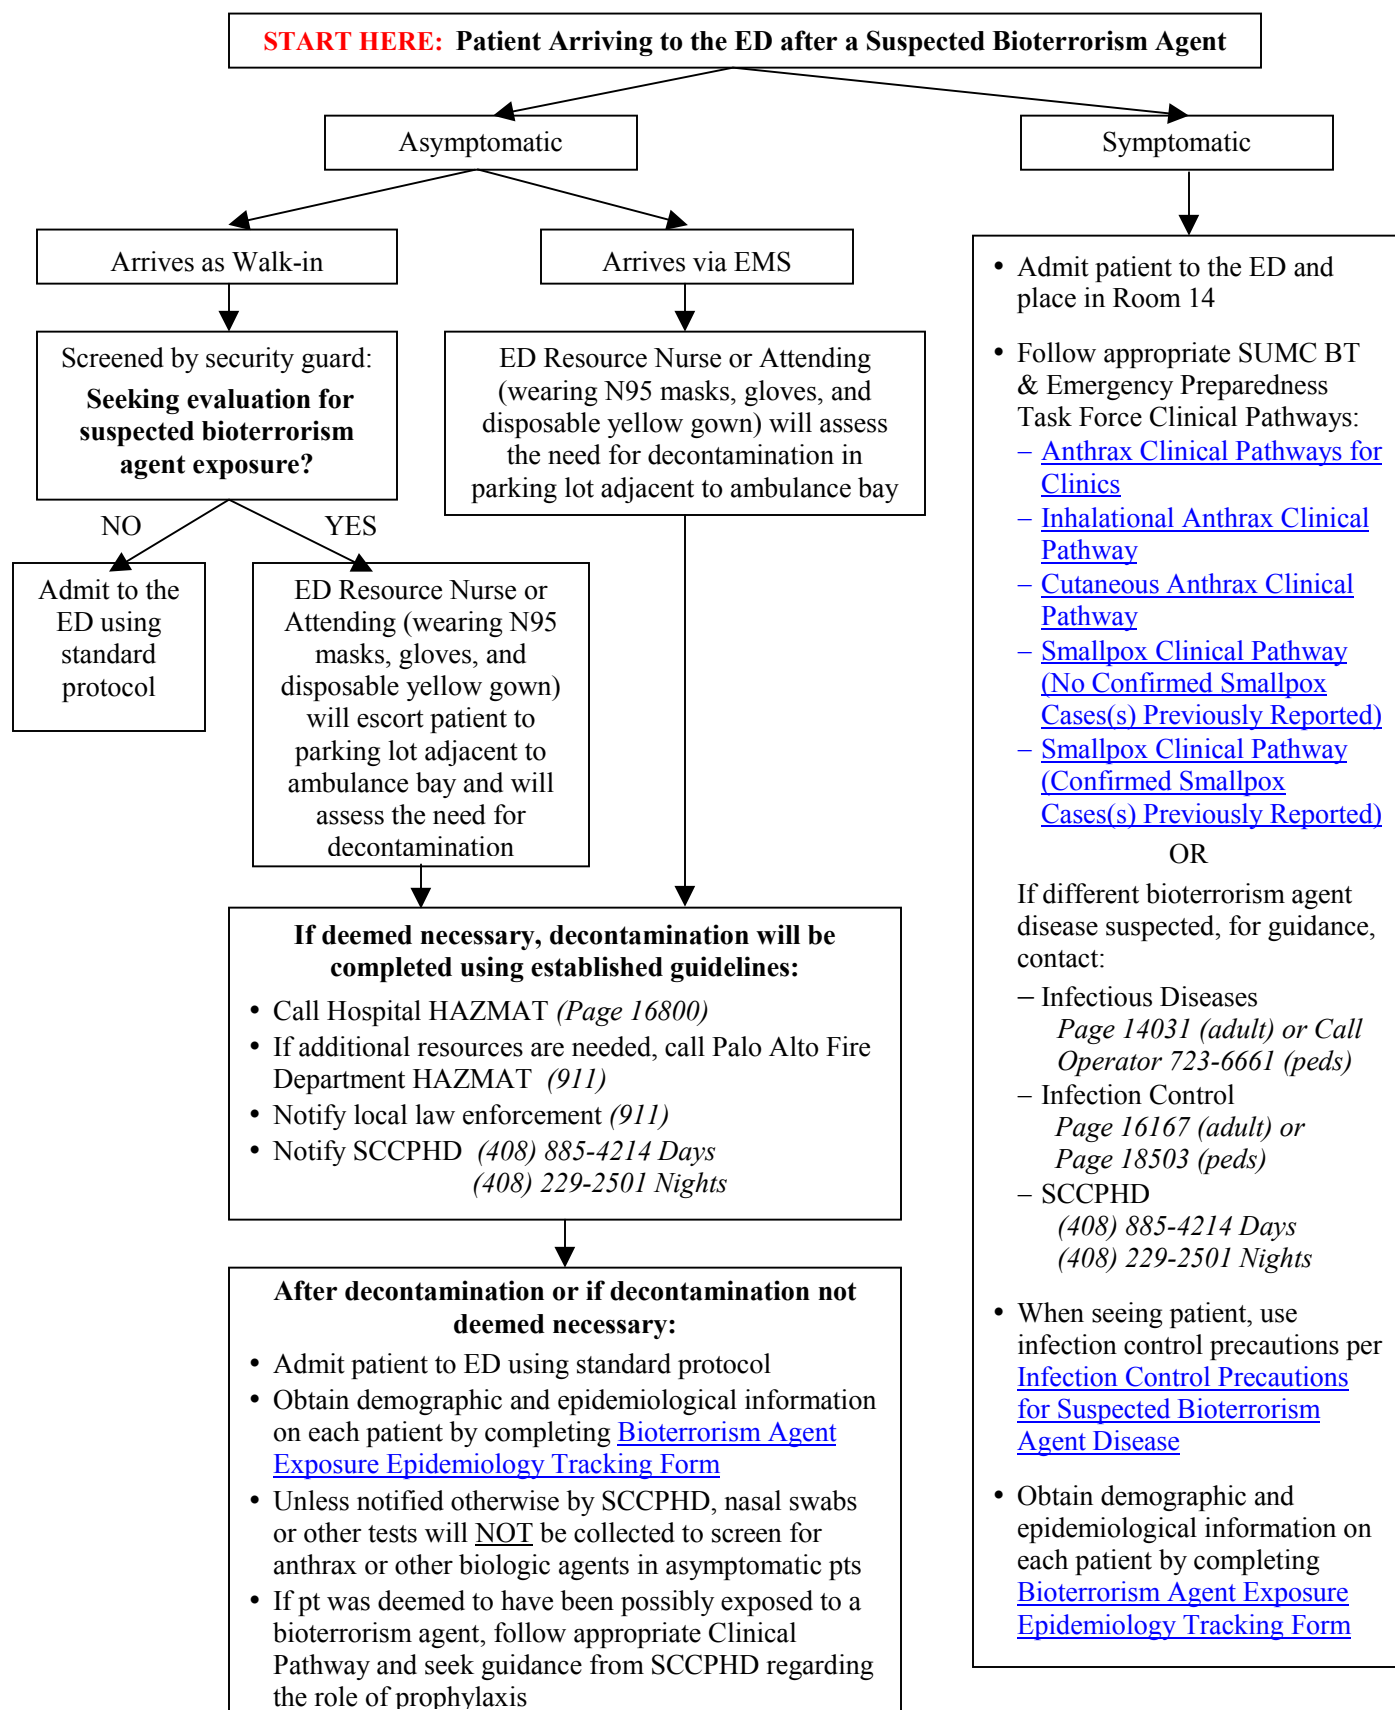 START HERE: Patient Arriving to the ED after a Suspected Bioterrorism Agent
Asymptomatic
Symptomatic
Arrives as Walk-in
Arrives via EMS
Screened by security guard:
Seeking evaluation for
suspected bioterrorism
agent exposure?
ED Resource Nurse or Attending
(wearing N95 masks, gloves, and
disposable yellow gown) will assess
the need for decontamination in
parking lot adjacent to ambulance bay
NO
YES
Admit to the
ED using
standard
protocol
ED Resource Nurse or
Attending (wearing N95
masks, gloves, and
disposable yellow gown)
will escort patient to
parking lot adjacent to
ambulance bay and will
assess the need for
decontamination
If deemed necessary, decontamination will be
completed using established guidelines:
• Call Hospital HAZMAT (Page 16800)
• If additional resources are needed, call Palo Alto Fire
Department HAZMAT (911)
• Notify local law enforcement (911)
• Notify SCCPHD (408) 885-4214 Days
(408) 229-2501 Nights
After decontamination or if decontamination not
deemed necessary:
• Admit patient to ED using standard protocol
• Obtain demographic and epidemiological information
on each patient by completing Bioterrorism Agent
Exposure Epidemiology Tracking Form
• Unless notified otherwise by SCCPHD, nasal swabs
or other tests will NOT be collected to screen for
anthrax or other biologic agents in asymptomatic pts
• If pt was deemed to have been possibly exposed to a
bioterrorism agent, follow appropriate Clinical
Pathway and seek guidance from SCCPHD regarding
the role of prophylaxis
• Admit patient to the ED and
place in Room 14
• Follow appropriate SUMC BT
& Emergency Preparedness
Task Force Clinical Pathways:
– Anthrax Clinical Pathways for
Clinics
– Inhalational Anthrax Clinical
Pathway
– Cutaneous Anthrax Clinical
Pathway
– Smallpox Clinical Pathway
(No Confirmed Smallpox
Cases(s) Previously Reported)
– Smallpox Clinical Pathway
(Confirmed Smallpox
Cases(s) Previously Reported)
OR
If different bioterrorism agent
disease suspected, for guidance,
contact:
– Infectious Diseases
Page 14031 (adult) or Call
Operator 723-6661 (peds)
– Infection Control
Page 16167 (adult) or
Page 18503 (peds)
– SCCPHD
(408) 885-4214 Days
(408) 229-2501 Nights
• When seeing patient, use
infection control precautions per
Infection Control Precautions
for Suspected Bioterrorism
Agent Disease
• Obtain demographic and
epidemiological information on
each patient by completing
Bioterrorism Agent Exposure
Epidemiology Tracking Form